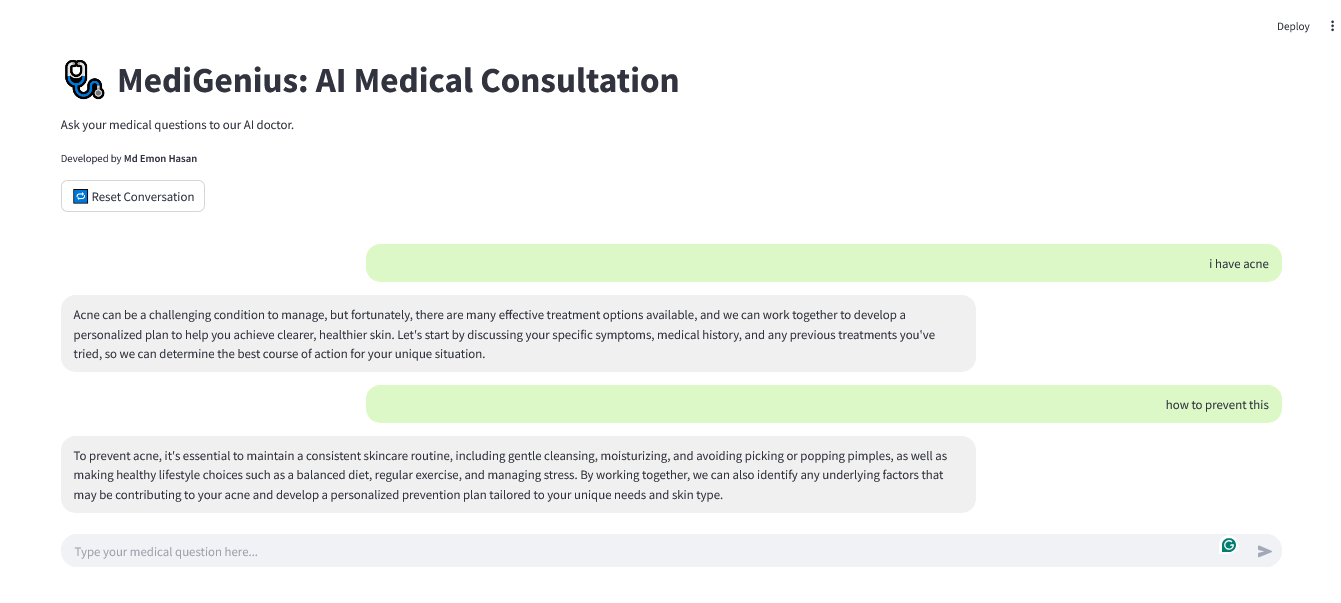 Deploy
MediGenius: AI Medical Consultation
Ask your medical questions to our AI doctor.
Developed by Md Emon Hasan
Reset Conversation
i have acne
Acne can be a challenging condition to manage, but fortunately, there are many effective treatment options available, and we can work together to develop a
personalized plan to help you achieve clearer, healthier skin. Let's start by discussing your specific symptoms, medical history, and any previous treatments you've
tried, so we can determine the best course of action for your unique situation.
how to prevent this
To prevent acne, it's essential to maintain a consistent skincare routine, including gentle cleansing, moisturizing, and avoiding picking or popping pimples, as well as
making healthy lifestyle choices such as a balanced diet, regular exercise, and managing stress. By working together, we can also identify any underlying factors that
may be contributing to your acne and develop a personalized prevention plan tailored to your unique needs and skin type.
Type your medical question here...